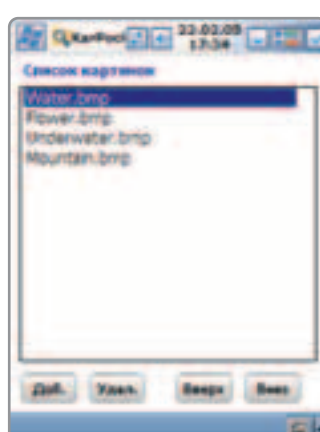 22.02.05
Список картинок
Water.bmp
Flower.bmp
Underwater.bmp
Mountain.bmp
Доб. Удал. Вверх Вниз